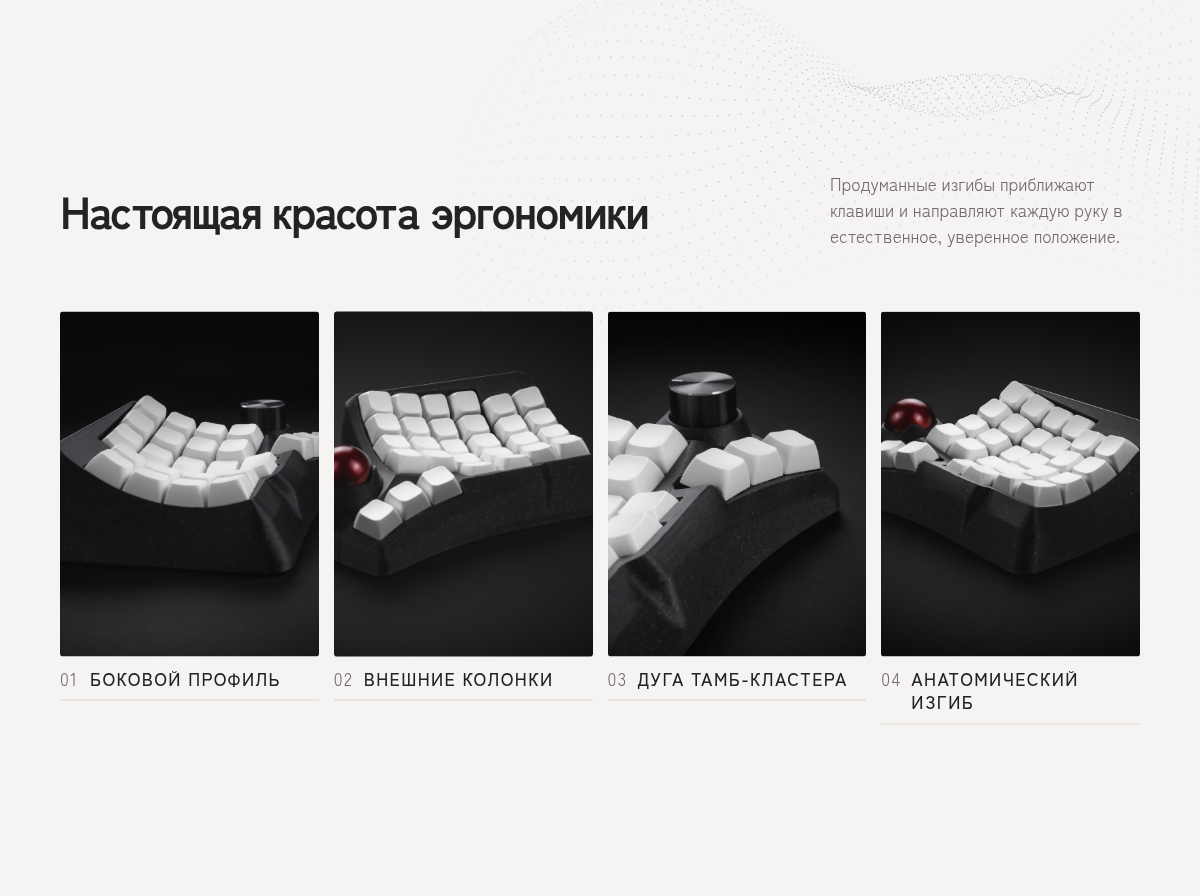 Настоящая красота эргономики
Продуманные изгибы приближают
клавиши и направляют каждую руку в
естественное, уверенное положение.
01 БОКОВОЙ ПРОФИЛЬ
02 ВНЕШНИЕ КОЛОНКИ
03 ДУГА ТАМБ-КЛАСТЕРА
04 АНАТОМИЧЕСКИЙ
ИЗГИБ